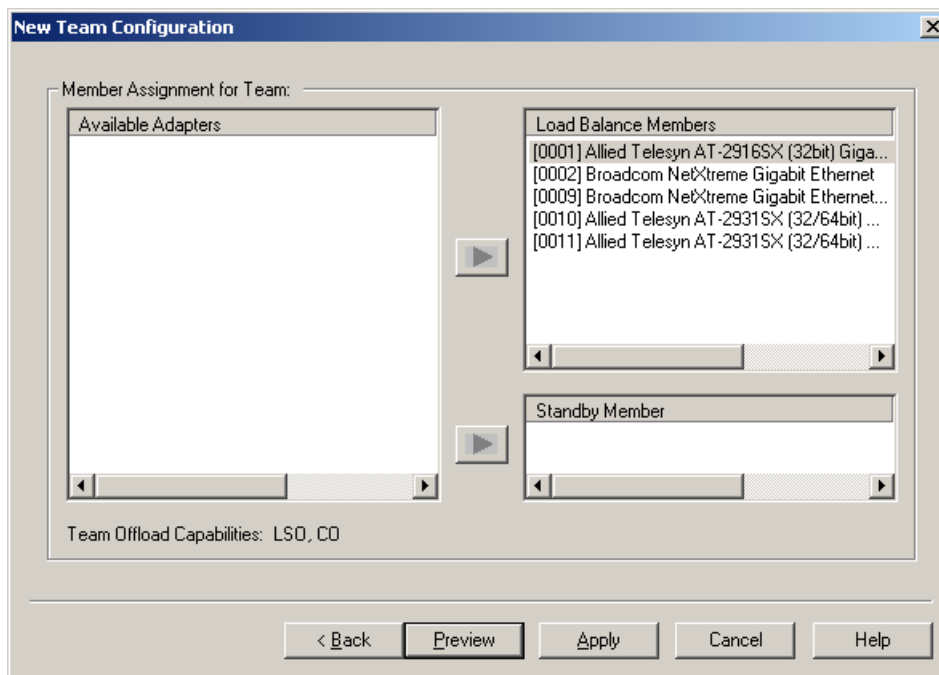 New Team Configuration
Member Assignment for Team:
Available Adapters
Load Balance Members
[0001] Allied Telesyn AT-2916SX (32bit) Giga...
[0002] Broadcom NetXtreme Gigabit Ethernet
[0009] Broadcom NetXtreme Gigabit Ethernet...
[0010] Allied Telesyn AT-2931SX (32/64bit) ...
[0011] Allied Telesyn AT-2931SX (32/64bit) ...
Standby Member
Team Offload Capabilities: LSO, CO
< Back
Preview
Apply
Cancel
Help